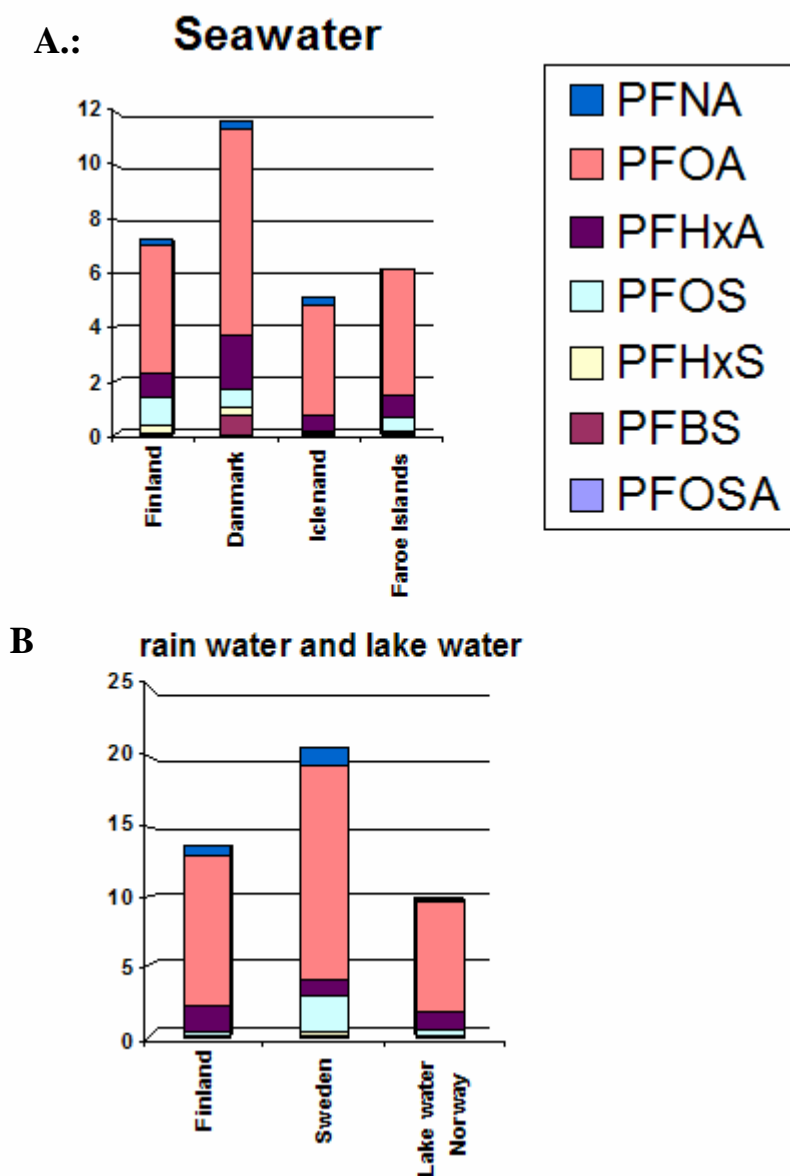 A.:
Seawater
12
10
8
6
4
2
0
Finland
Danmark
Iclenand
Faroe Islands
PFNA
PFOA
PFHxA
PFOS
PFHxS
PFBS
PFOSA
B
rain water and lake water
25
20
15
10
5
0
Finland
Sweden
Lake water
Norway